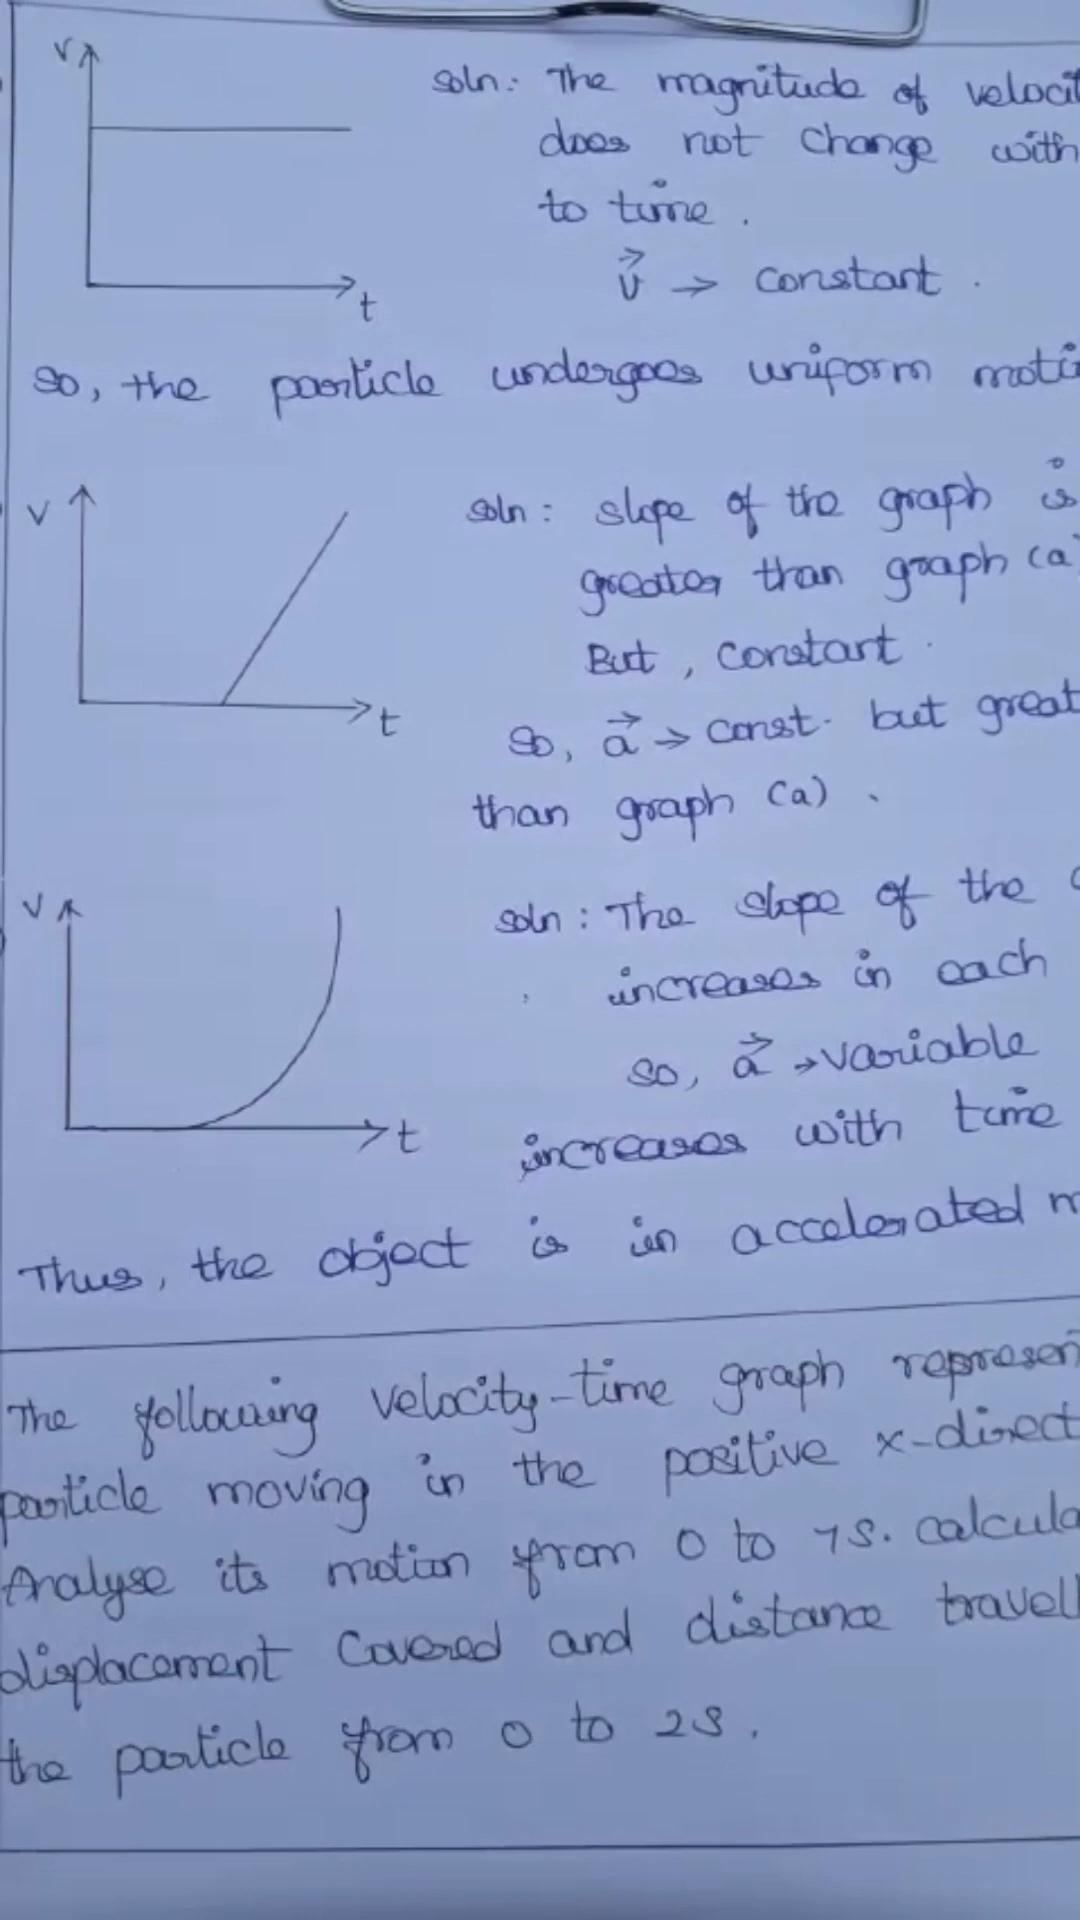 V
soln: The magnitude of velocit
does not change with
to time.
v → constant.
t
so, the particle undergoes uniform moti
V
soln: slope of the graph is
greater than graph (a)
But, constant.
t
so, a → const. but great
than graph (a).
V
soln: The slope of the
increases in each
so, a → variable
t
increases with time
Thus, the object is in accelerated m
The following velocity-time graph represen
particle moving in the positive x-direct
Analyse its motion from 0 to 7s. calcula
displacement covered and distance travell
the particle from 0 to 2s.